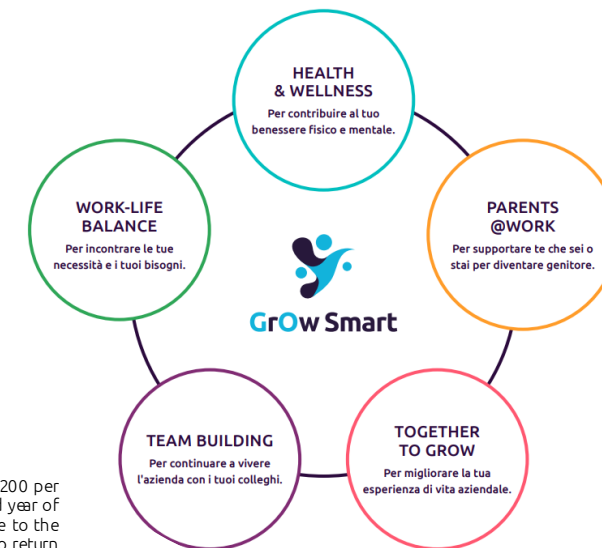 HEALTH
& WELLNESS
Per contribuire al tuo
benessere fisico e mentale.
WORK-LIFE
BALANCE
Per incontrare le tue
necessità e i tuoi bisogni.
PARENTS
@WORK
Per supportare te che sei o
stai per diventare genitore.
GrOw Smart
TEAM BUILDING
Per continuare a vivere
l'azienda con i tuoi colleghi.
TOGETHER
TO GROW
Per migliorare la tua
esperienza di vita aziendale.
200 per
year of
e to the
return